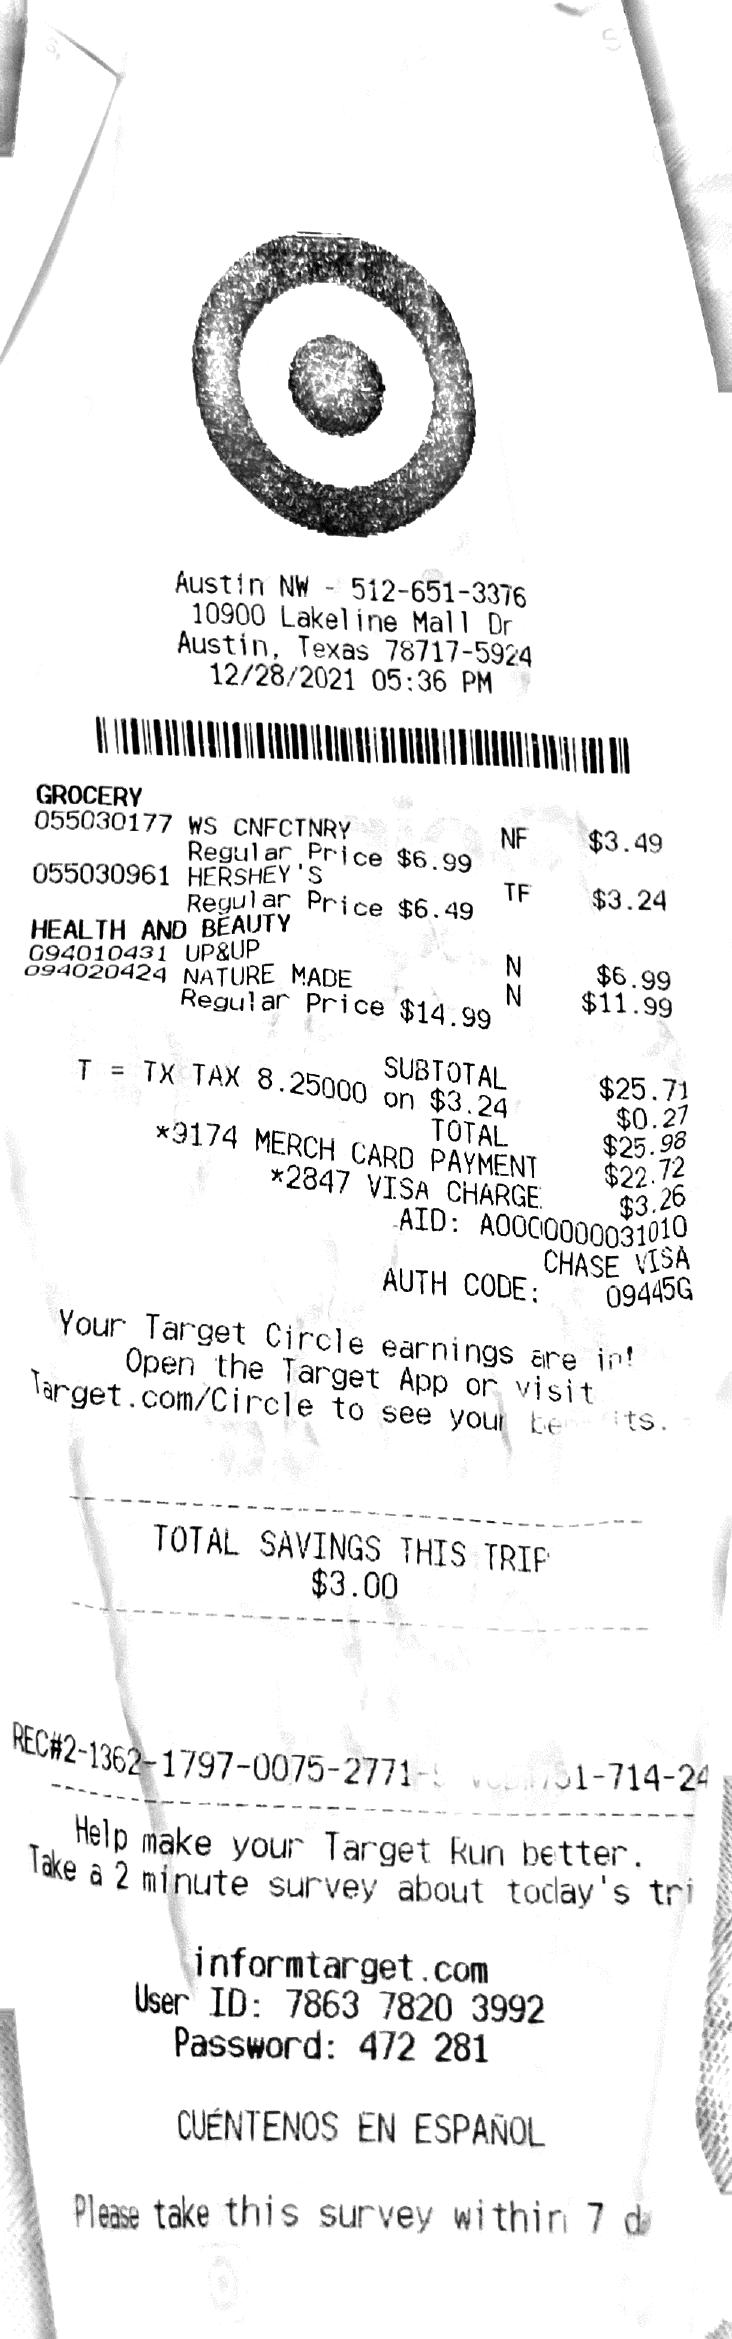 Austin NW - 512-651-3376
10900 Lakeline Mall Dr
Austin, Texas 78717-5924
12/28/2021 05:36 PM
GROCERY
055030177 WS CNFCTNRY NF $3.49
Regular Price $6.99
055030961 HERSHEY'S TF $3.24
Regular Price $6.49
HEALTH AND BEAUTY
094010431 UP&UP N $6.99
094020424 NATURE MADE N $11.99
Regular Price $14.99
SUBTOTAL $25.71
T = TX TAX 8.25000 on $3.24 $0.27
TOTAL $25.98
*9174 MERCH CARD PAYMENT $22.72
*2847 VISA CHARGE $3.26
AID: A0000000031010
CHASE VISA
AUTH CODE: 09445G
Your Target Circle earnings are in!
Open the Target App or visit
Target.com/Circle to see your
TOTAL SAVINGS THIS TRIP
$3.00
REC#2-1362-1797-0075-2771-
Help make your Target Run better.
Take a 2 minute survey about today's tri
informtarget.com
User ID: 7863 7820 3992
Password: 472 281
CUÉNTENOS EN ESPAÑOL
Please take this survey within 7